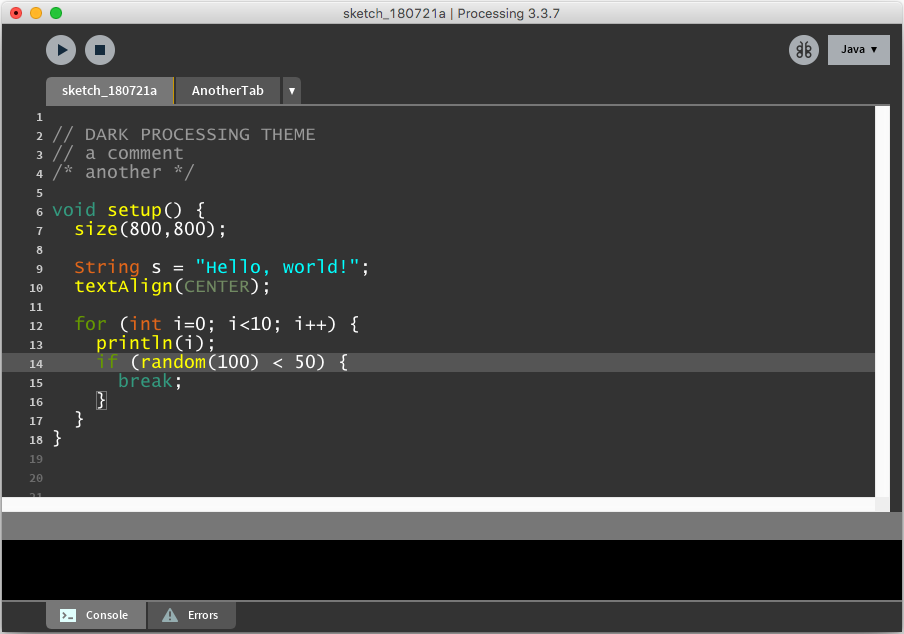 sketch_180721a | Processing 3.3.7
Java ▼
sketch_180721a AnotherTab ▼
1
2 // DARK PROCESSING THEME
3 // a comment
4 /* another */
5
6 void setup() {
7   size(800,800);
8
9   String s = "Hello, world!";
10   textAlign(CENTER);
11
12   for (int i=0; i<10; i++) {
13     println(i);
14     if (random(100) < 50) {
15       break;
16     }
17   }
18 }
19
20
21
Console Errors